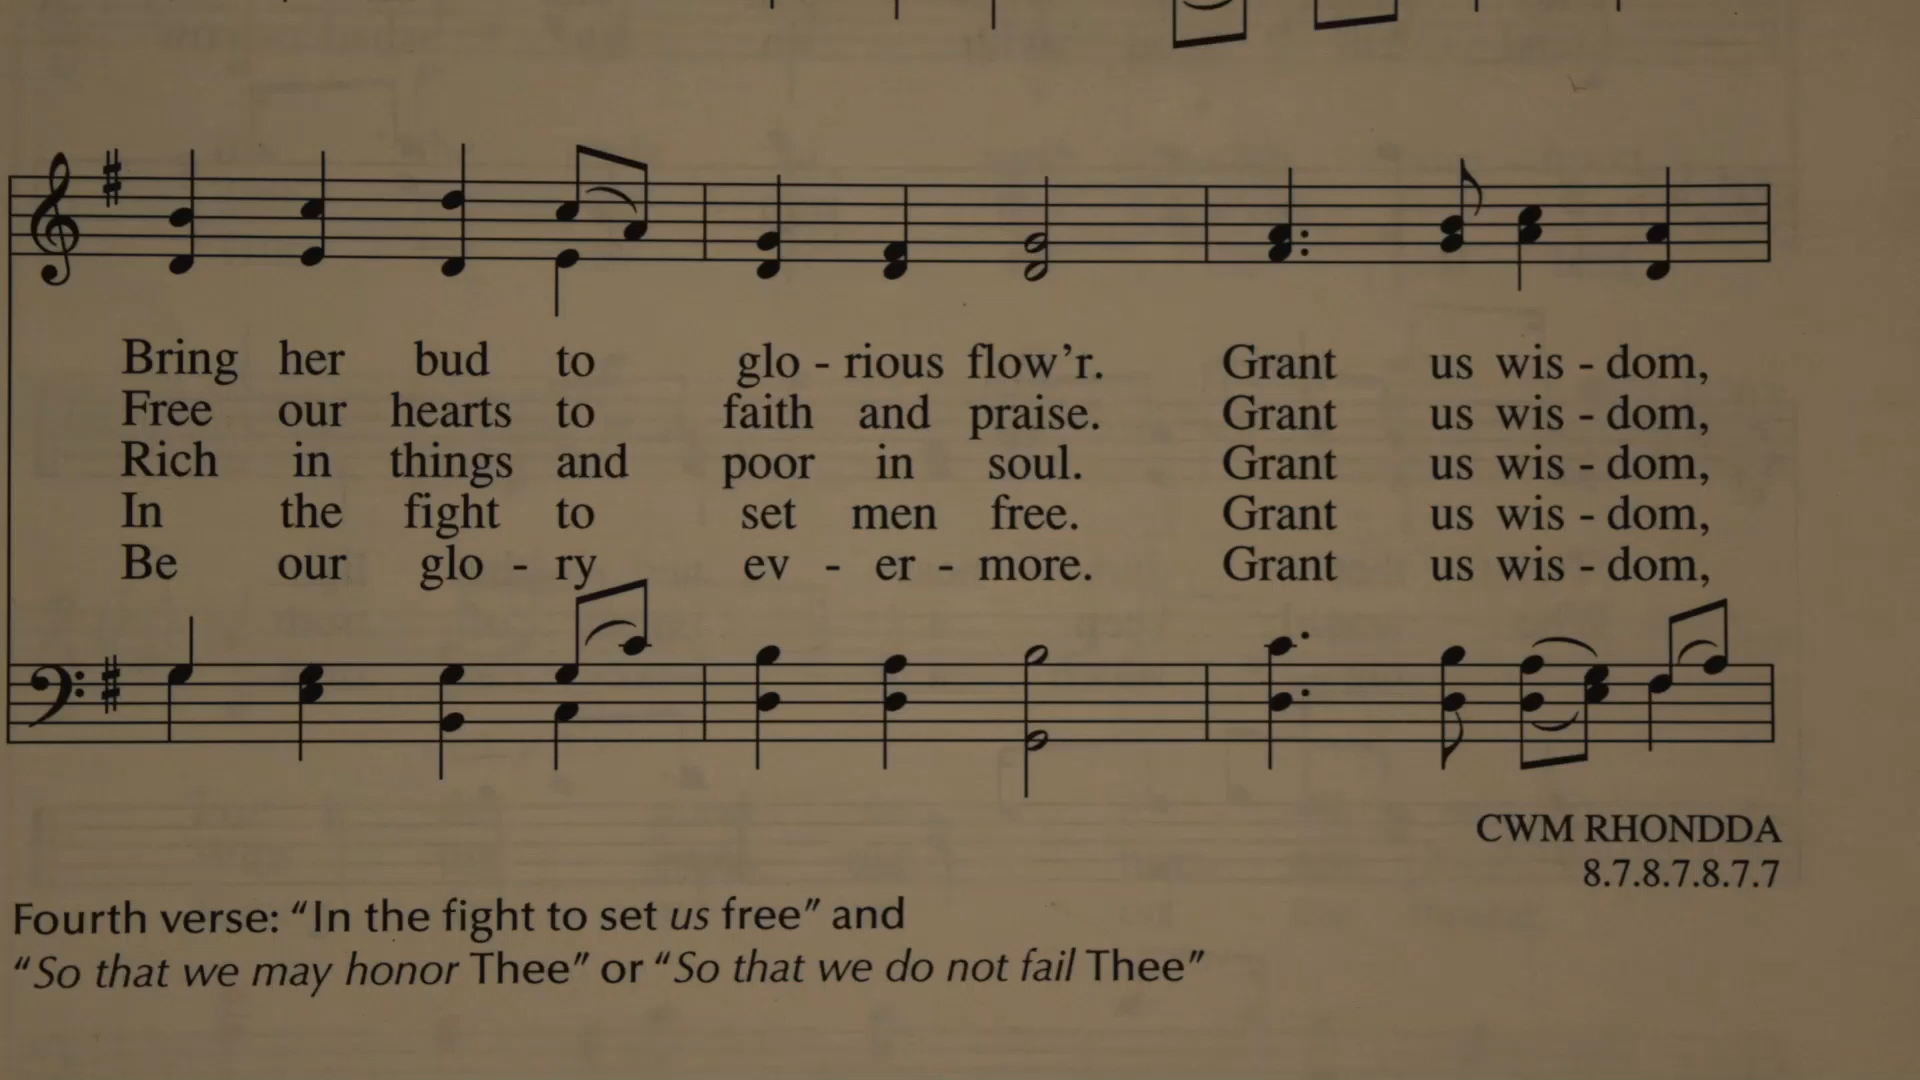 Bring her bud to glo - rious flow'r. Grant us wis - dom,
Free our hearts to faith and praise. Grant us wis - dom,
Rich in things and poor in soul. Grant us wis - dom,
In the fight to set men free. Grant us wis - dom,
Be our glo - ry ev - er - more. Grant us wis - dom,
CWM RHONDDA
8.7.8.7.8.7.7
Fourth verse: “In the fight to set us free” and
“So that we may honor Thee” or “So that we do not fail Thee”